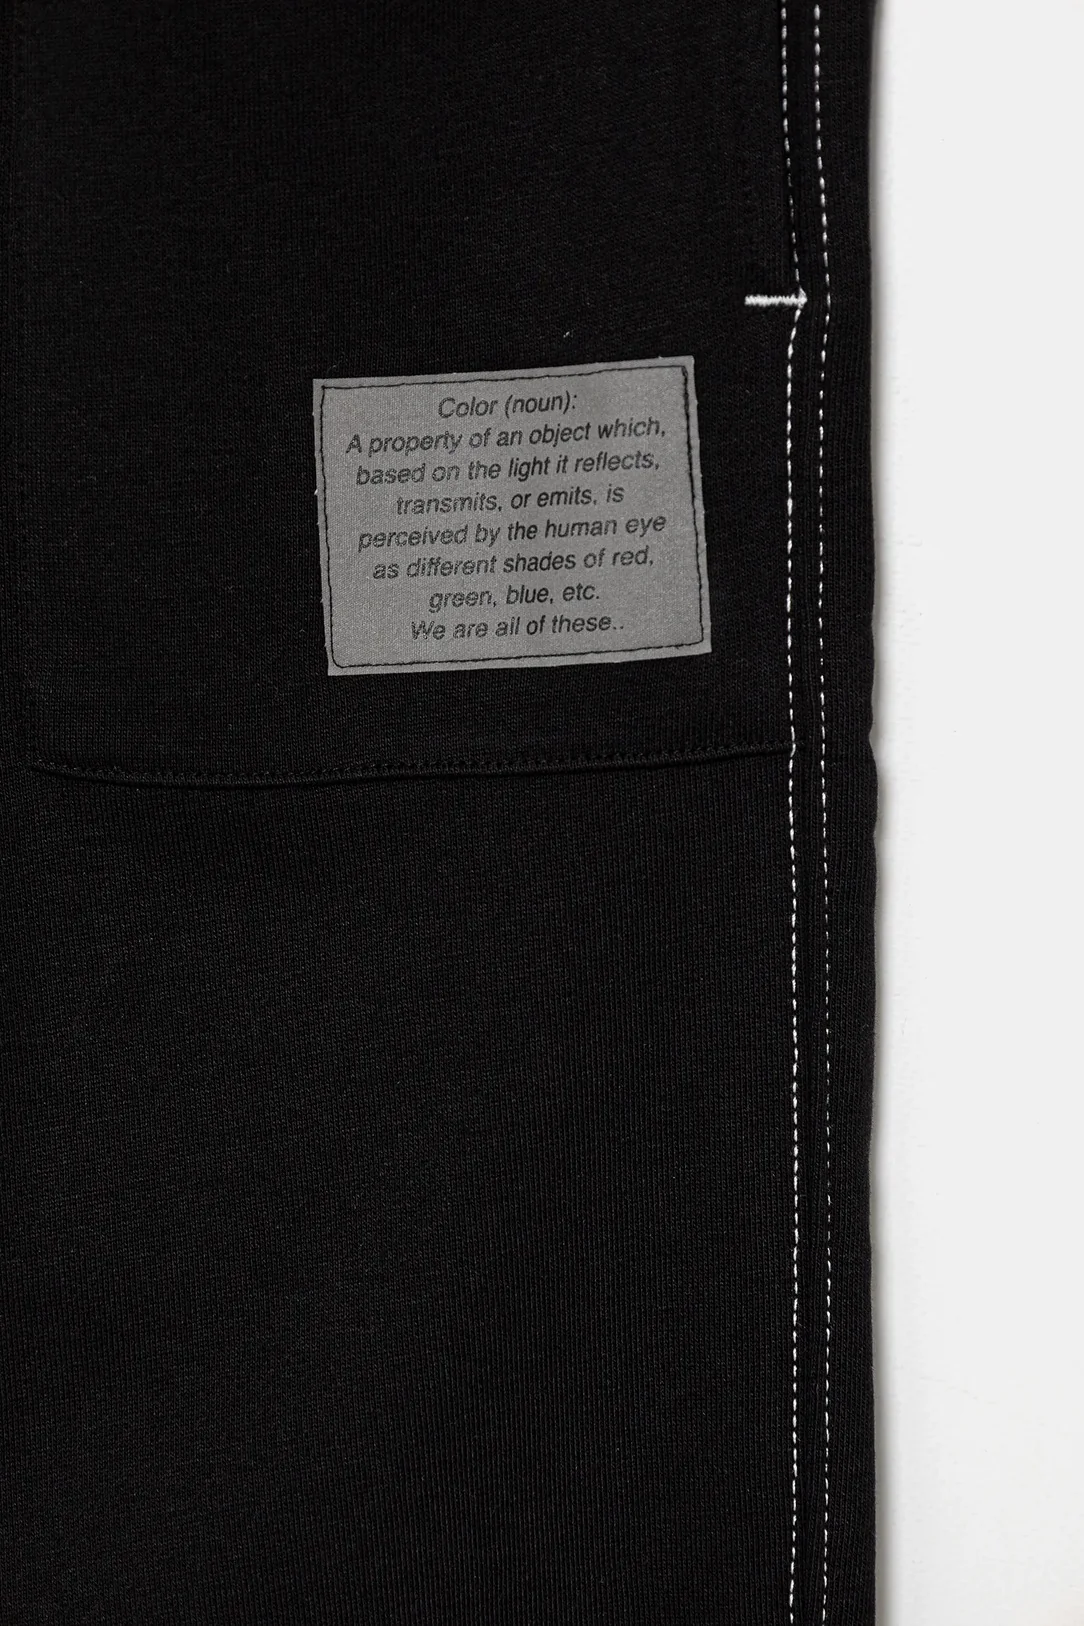 Color (noun):
A property of an object which,
based on the light it reflects,
transmits, or emits, is
perceived by the human eye
as different shades of red,
green, blue, etc.
We are all of these..